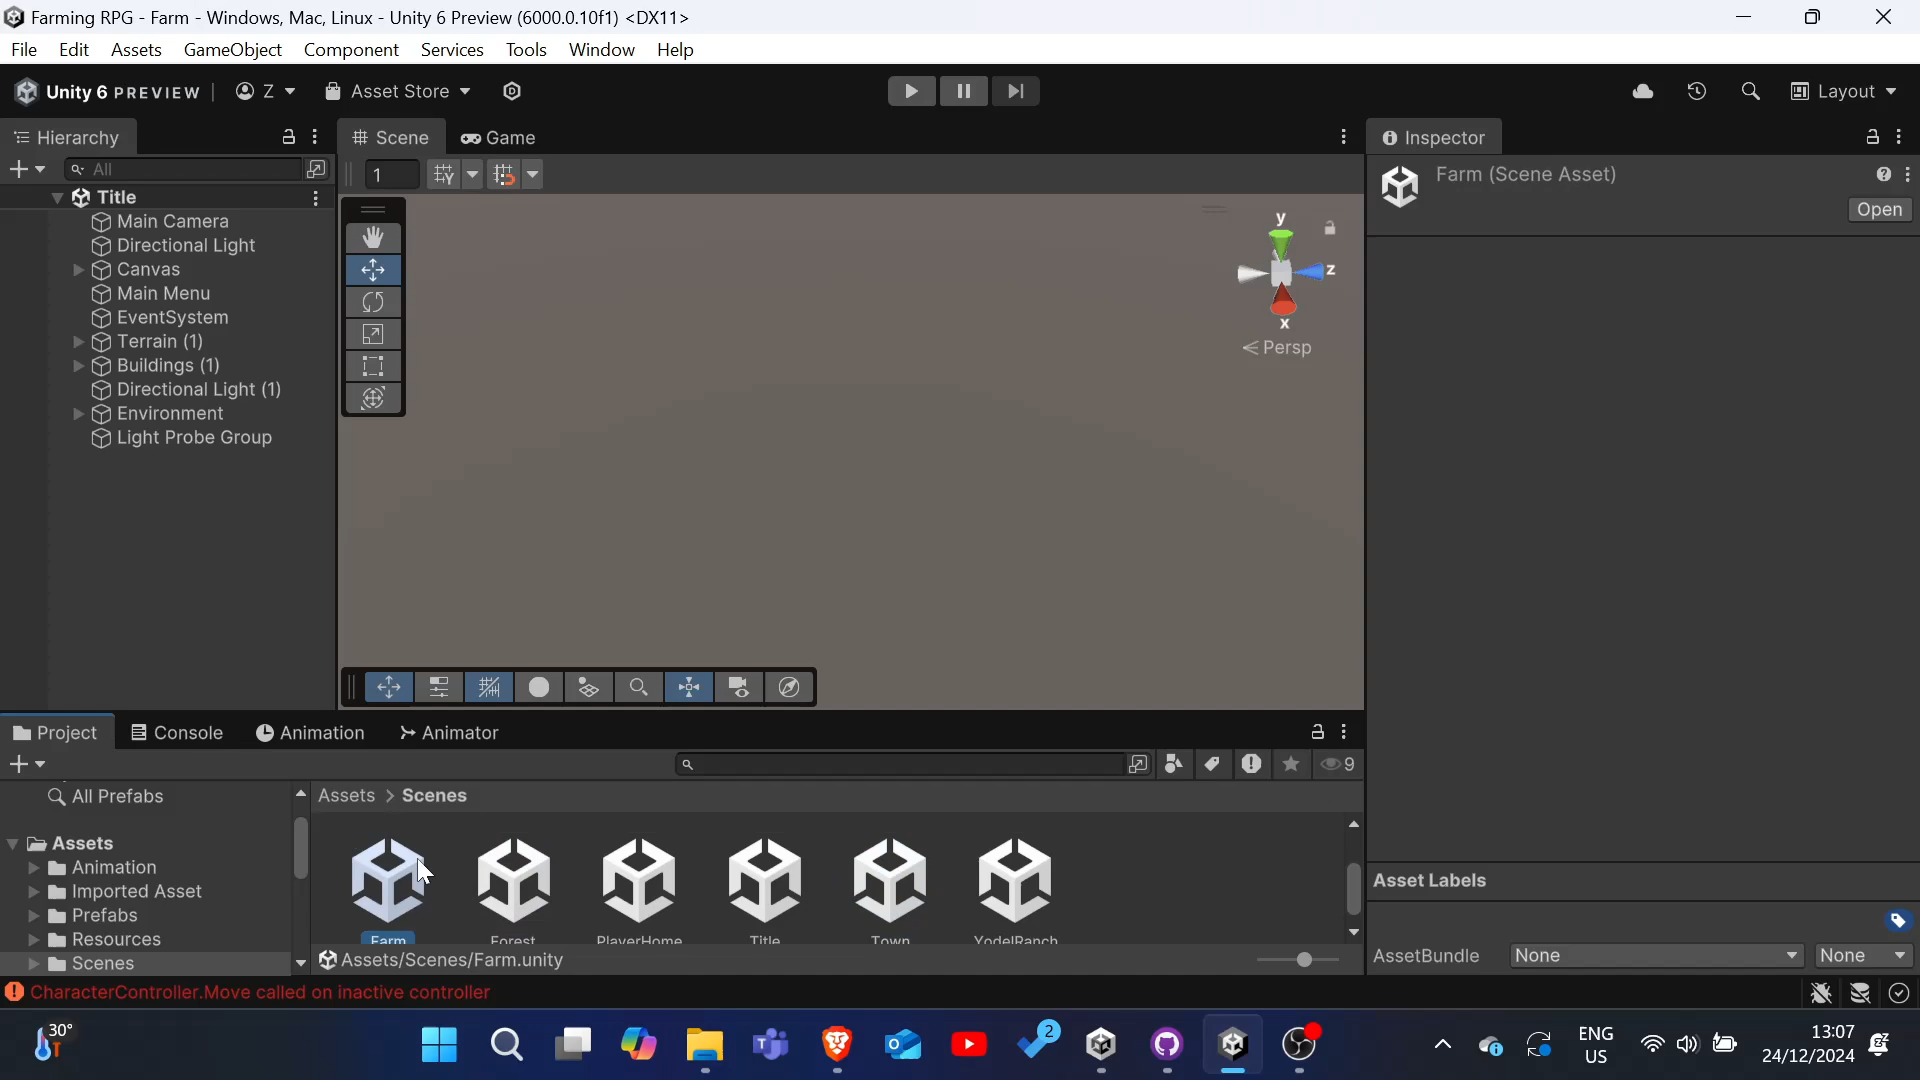 Farming RPG - Farm - Windows, Mac, Linux - Unity 6 Preview (6000.0.10f1) <DX11>
File Edit Assets GameObject Component Services Tools Window Help
Unity 6 PREVIEW Z Asset Store Layout
Hierarchy
All
Title
Main Camera
Directional Light
Canvas
Main Menu
EventSystem
Terrain (1)
Buildings (1)
Directional Light (1)
Environment
Light Probe Group
Scene Game
1
y
z
x
Persp
Inspector
Farm (Scene Asset)
Open
Project Console Animation Animator
9
All Prefabs
Assets
Animation
Imported Asset
Prefabs
Resources
Scenes
Assets > Scenes
Farm Forest PlayerHome Title Town YodelRanch
Assets/Scenes/Farm.unity
Asset Labels
AssetBundle None None
CharacterController.Move called on inactive controller
30°
2
ENG
US
13:07
24/12/2024